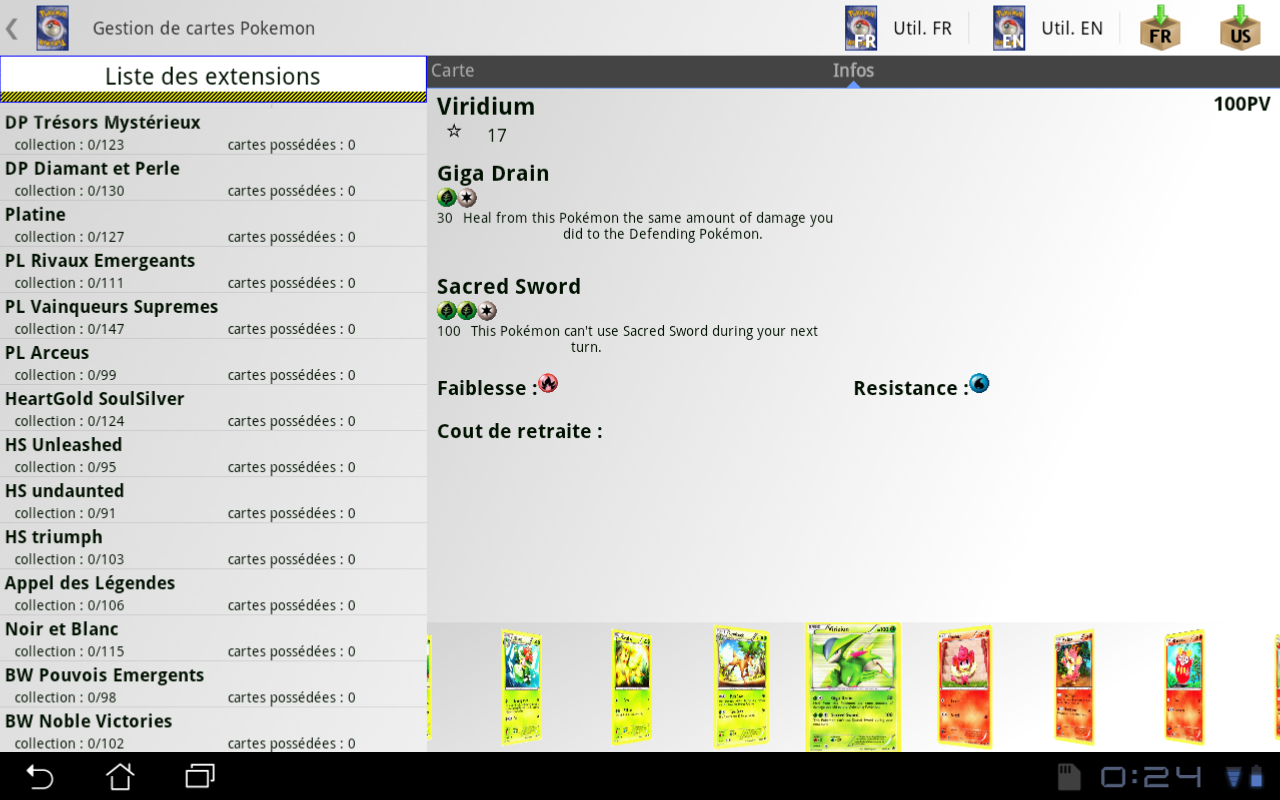 Gestion de cartes Pokemon
FR
Util. FR
EN
Util. EN
FR
US
Liste des extensions
Carte
Infos
DP Trésors Mystérieux
collection : 0/123 cartes possédées : 0
DP Diamant et Perle
collection : 0/130 cartes possédées : 0
Platine
collection : 0/127 cartes possédées : 0
PL Rivaux Emergeants
collection : 0/111 cartes possédées : 0
PL Vainqueurs Supremes
collection : 0/147 cartes possédées : 0
PL Arceus
collection : 0/99 cartes possédées : 0
HeartGold SoulSilver
collection : 0/124 cartes possédées : 0
HS Unleashed
collection : 0/95 cartes possédées : 0
HS undaunted
collection : 0/91 cartes possédées : 0
HS triumph
collection : 0/103 cartes possédées : 0
Appel des Légendes
collection : 0/106 cartes possédées : 0
Noir et Blanc
collection : 0/115 cartes possédées : 0
BW Pouvois Emergents
collection : 0/98 cartes possédées : 0
BW Noble Victories
collection : 0/102 cartes possédées : 0
Viridium
100PV
17
Giga Drain
30 Heal from this Pokémon the same amount of damage you
did to the Defending Pokémon.
Sacred Sword
100 This Pokémon can't use Sacred Sword during your next
turn.
Faiblesse :
Resistance :
Cout de retraite :
Giga Drain
Sacred Sword
0:24